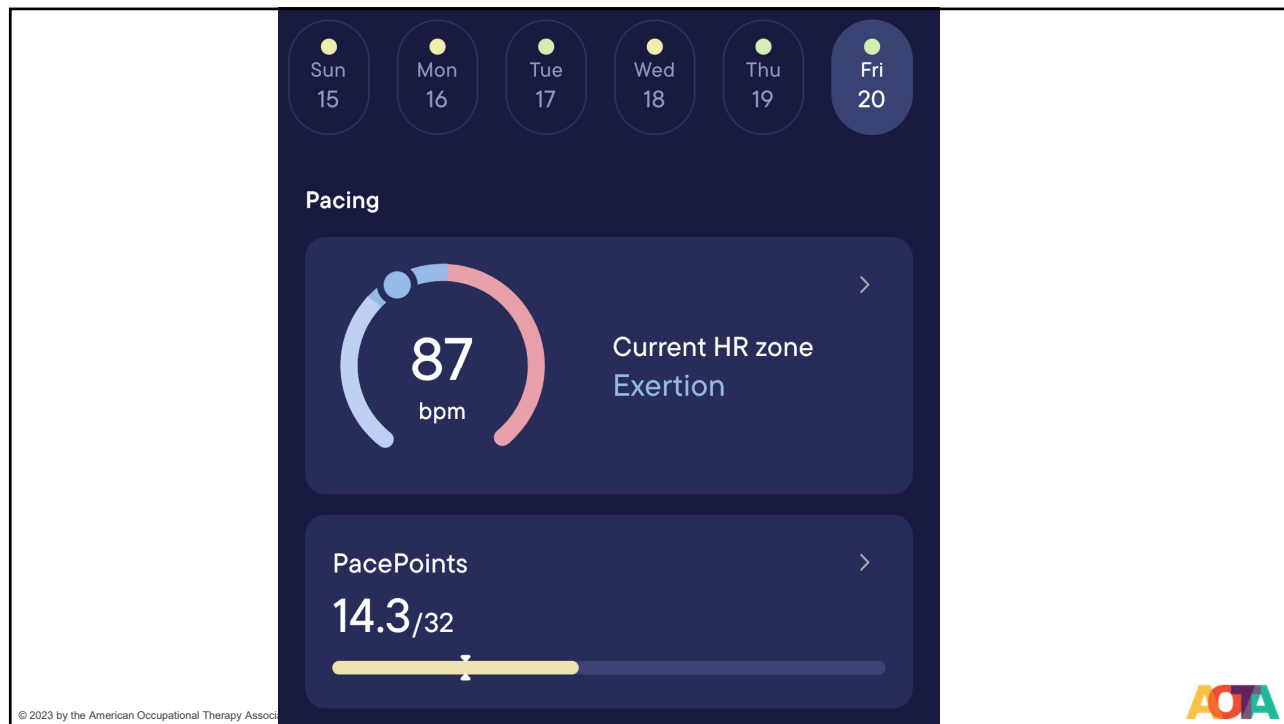 Sun Mon Tue Wed Thu Fri
15 16 17 18 19 20
Pacing
87
bpm
Current HR zone
Exertion
PacePoints
14.3/32
© 2023 by the American Occupational Therapy
AOTA